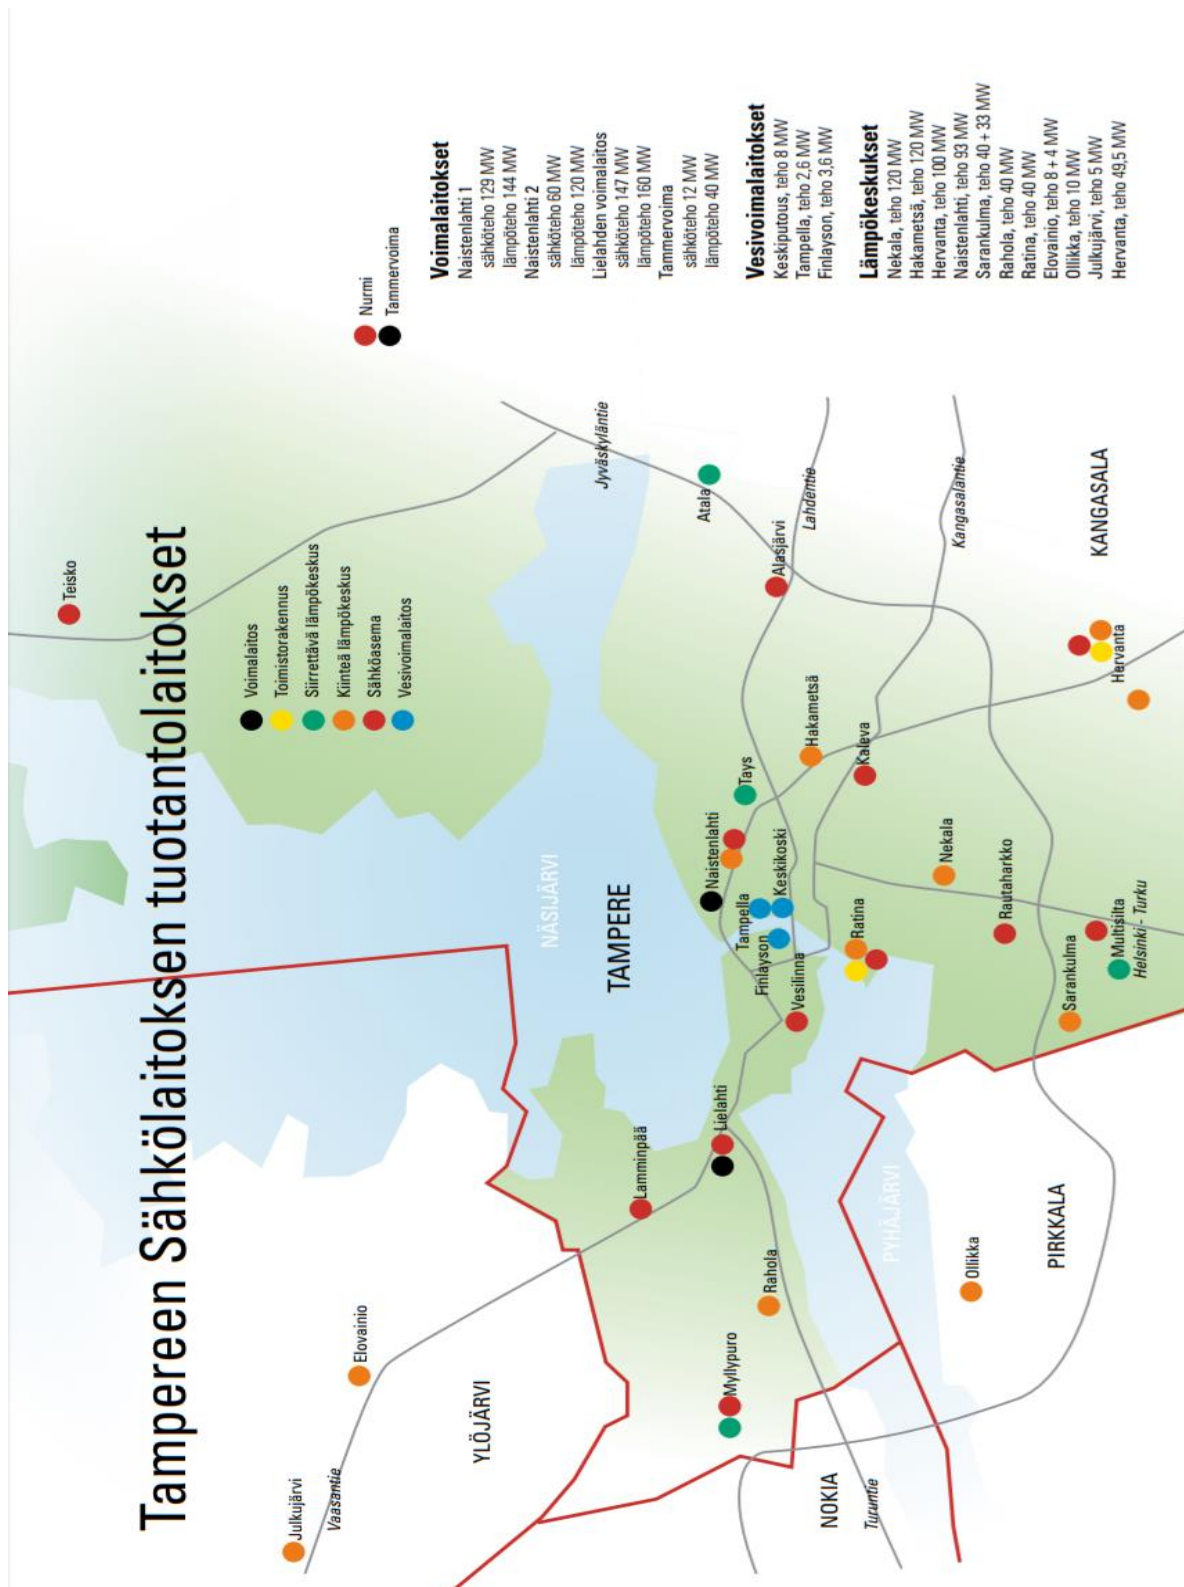 Tampereen Sähkölaitoksen tuotantolaitokset
Voimalaitos
Toimistorakennus
Siirrettävä lämpökeskus
Kiinteä lämpökeskus
Sähköasema
Vesivoimalaitos
Teisko
Nurmi
Tammervoima
Julkujärvi
Vaasantie
Elovainio
YLÖJÄRVI
NÄSIJÄRVI
TAMPERE
Jyväskyläntie
Lamminpää
Lielahti
Myllypuro
Rahola
NOKIA
Turuntie
Naistenlahti
Tays
Tampella
Finlayson
Keskikoski
Vesilinna
Atala
Alasjärvi
Lahdentie
Hakametsä
Kaleva
Ratina
Kangasalantie
PYHÄJÄRVI
Nekala
Ollikka
Rautaharkko
PIRKKALA
Sarankulma
Multisilta
Helsinki - Turku
Hervanta
KANGASALA
Voimalaitokset
Naistenlahti 1
sähköteho 129 MW
lämpöteho 144 MW
Naistenlahti 2
sähköteho 60 MW
lämpöteho 120 MW
Lielahden voimalaitos
sähköteho 147 MW
lämpöteho 160 MW
Tammervoima
sähköteho 12 MW
lämpöteho 40 MW
Vesivoimalaitokset
Keskiputous, teho 8 MW
Tampella, teho 2,6 MW
Finlayson, teho 3,6 MW
Lämpökeskukset
Nekala, teho 120 MW
Hakametsä, teho 120 MW
Hervanta, teho 100 MW
Naistenlahti, teho 93 MW
Sarankulma, teho 40 + 33 MW
Rahola, teho 40 MW
Ratina, teho 40 MW
Elovainio, teho 8 + 4 MW
Ollikka, teho 10 MW
Julkujärvi, teho 5 MW
Hervanta, teho 49,5 MW